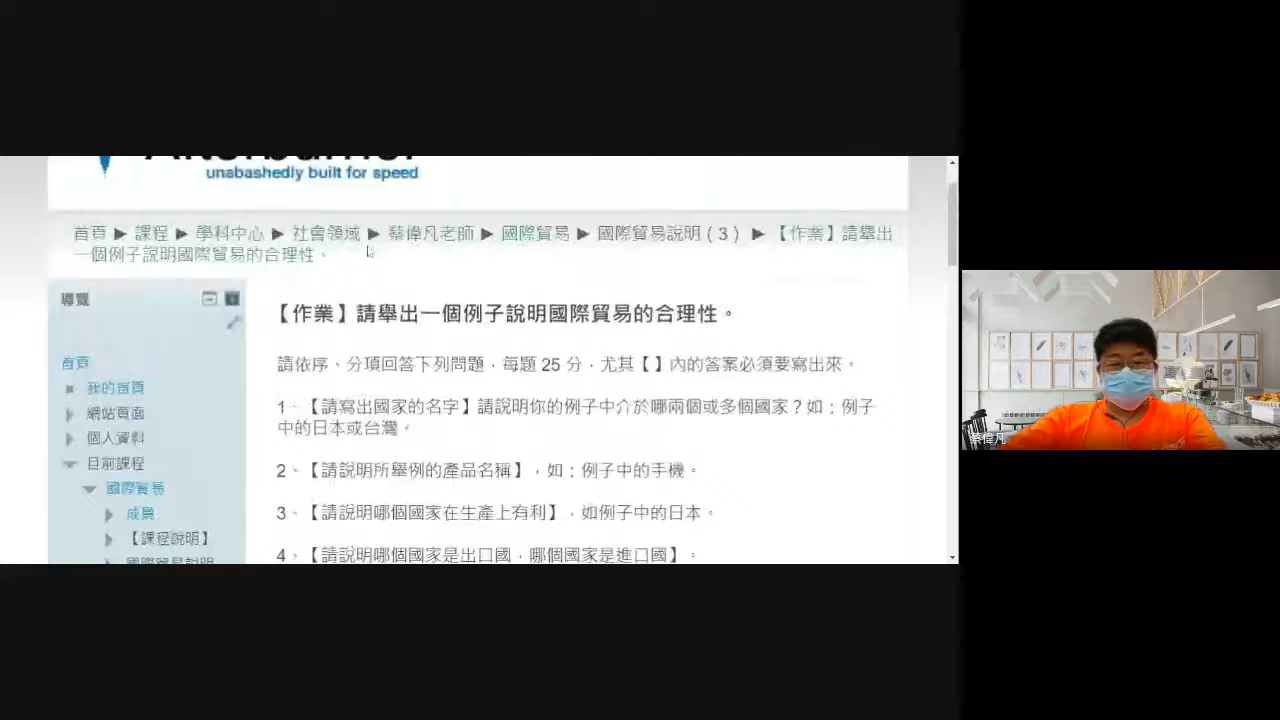 unabashedly built for speed
首頁 ▶ 課程 ▶ 學科中心 ▶ 社會領域 ▶ 蔡偉凡老師 ▶ 國際貿易 ▶ 國際貿易說明(3) ▶ 【作業】請舉出
一個例子說明國際貿易的合理性。
導覽
首頁
我的首頁
網站頁面
個人資料
目前課程
國際貿易
成員
【課程說明】
國際貿易說明
【作業】請舉出一個例子說明國際貿易的合理性。
請依序、分項回答下列問題,每題 25 分,尤其【 】內的答案必須要寫出來。
1、【請寫出國家的名字】請說明你的例子中介於哪兩個或多個國家?如:例子
中的日本或台灣。
2、【請說明所舉例的產品名稱】,如:例子中的手機。
3、【請說明哪個國家在生產上有利】,如例子中的日本。
4、【請說明哪個國家是出口國,哪個國家是進口國】。
蔡偉凡